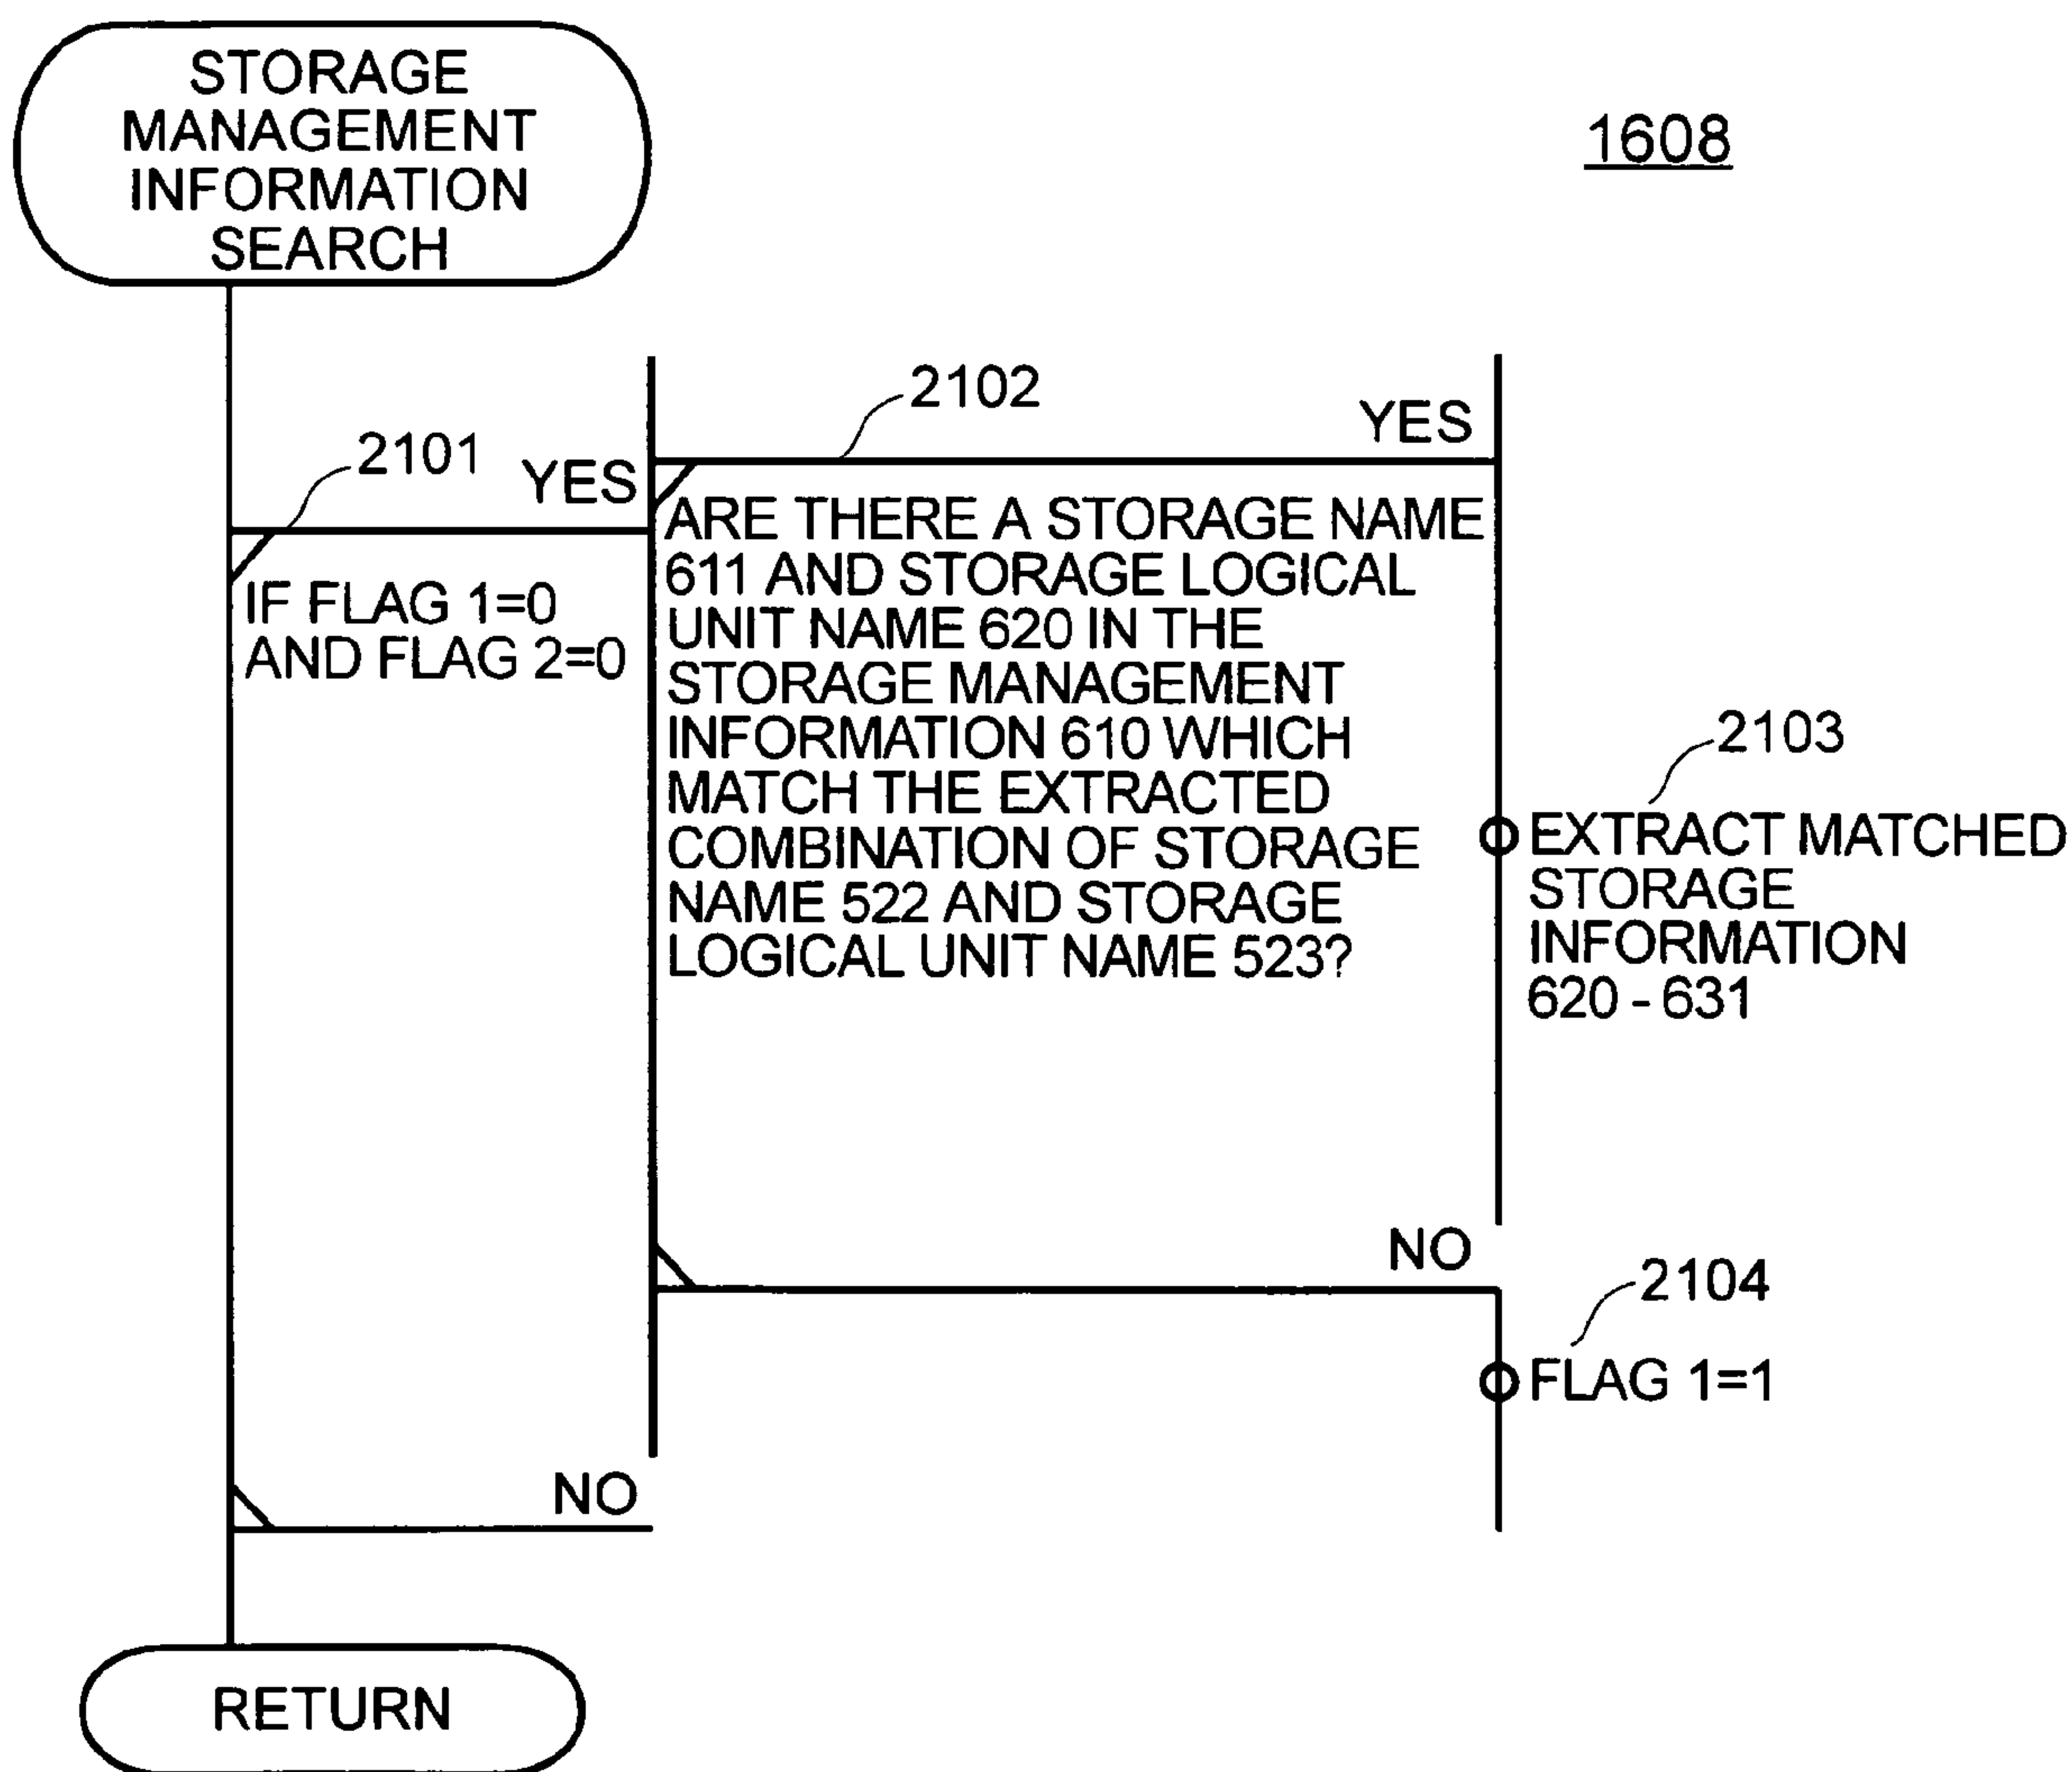 STORAGE
MANAGEMENT
INFORMATION
SEARCH
1608
2101
YES
IF FLAG 1=0
AND FLAG 2=0
2102
YES
ARE THERE A STORAGE NAME
611 AND STORAGE LOGICAL
UNIT NAME 620 IN THE
STORAGE MANAGEMENT
INFORMATION 610 WHICH
MATCH THE EXTRACTED
COMBINATION OF STORAGE
NAME 522 AND STORAGE
LOGICAL UNIT NAME 523?
2103
EXTRACT MATCHED
STORAGE
INFORMATION
620 - 631
NO
2104
FLAG 1=1
NO
RETURN